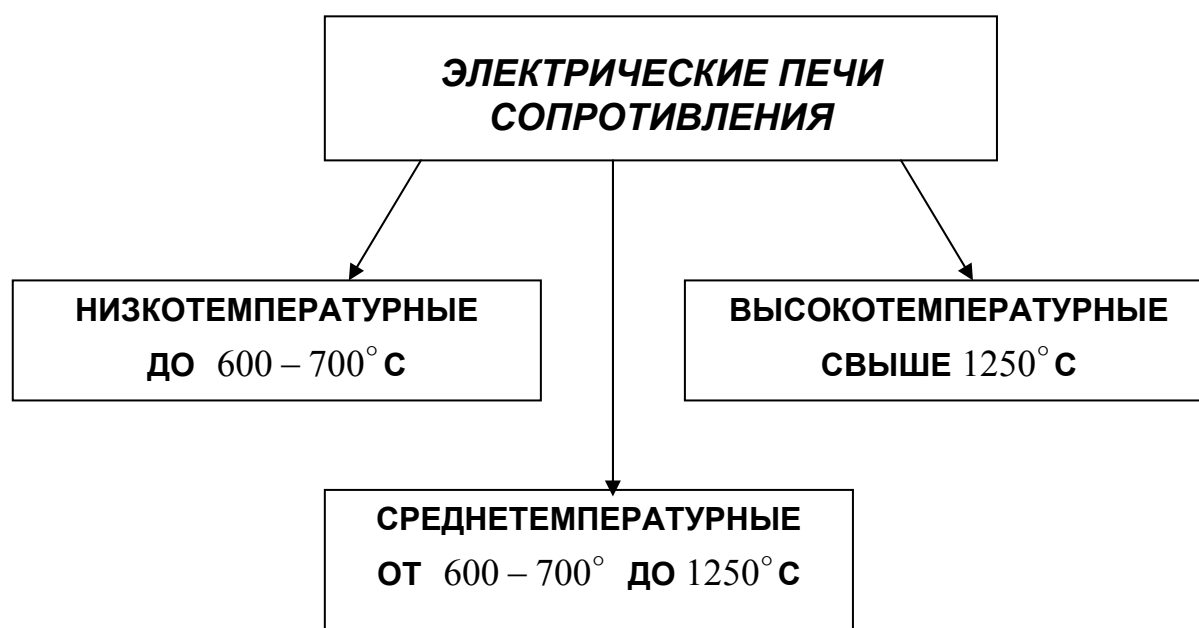 ЭЛЕКТРИЧЕСКИЕ ПЕЧИ
СОПРОТИВЛЕНИЯ
НИЗКОТЕМПЕРАТУРНЫЕ
ДО 600 – 700° С
ВЫСОКОТЕМПЕРАТУРНЫЕ
СВЫШЕ 1250° С
СРЕДНЕТЕМПЕРАТУРНЫЕ
ОТ 600 – 700° ДО 1250° С